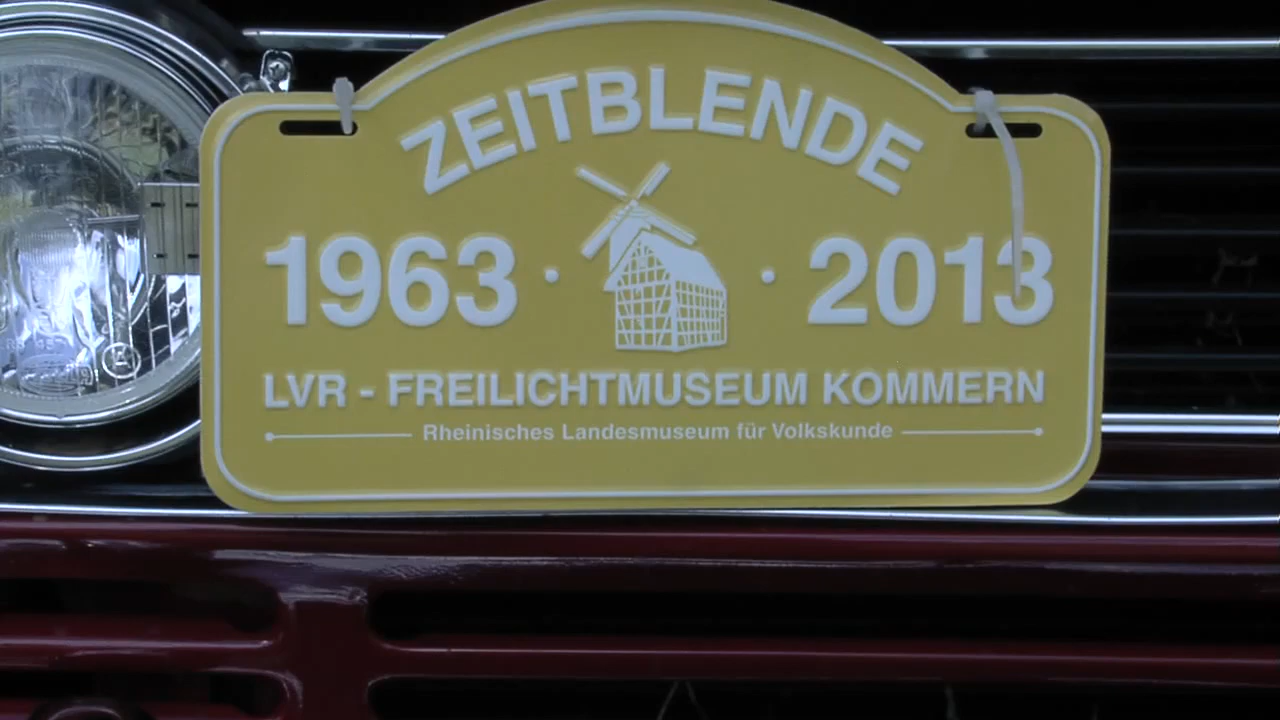 ZEITBLENDE
1963 · · 2013
LVR - FREILICHTMUSEUM KOMMERN
Rheinisches Landesmuseum für Volkskunde